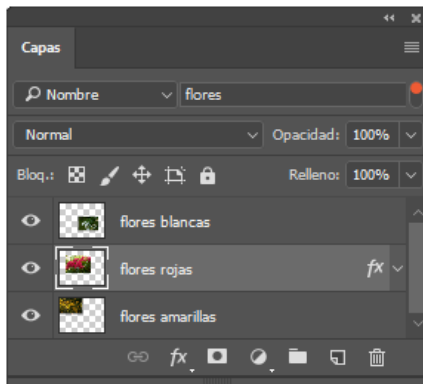 Capas
Nombre flores
Normal Opacidad: 100%
Bloq.: Relleno: 100%
flores blancas
flores rojas fx
flores amarillas
fx